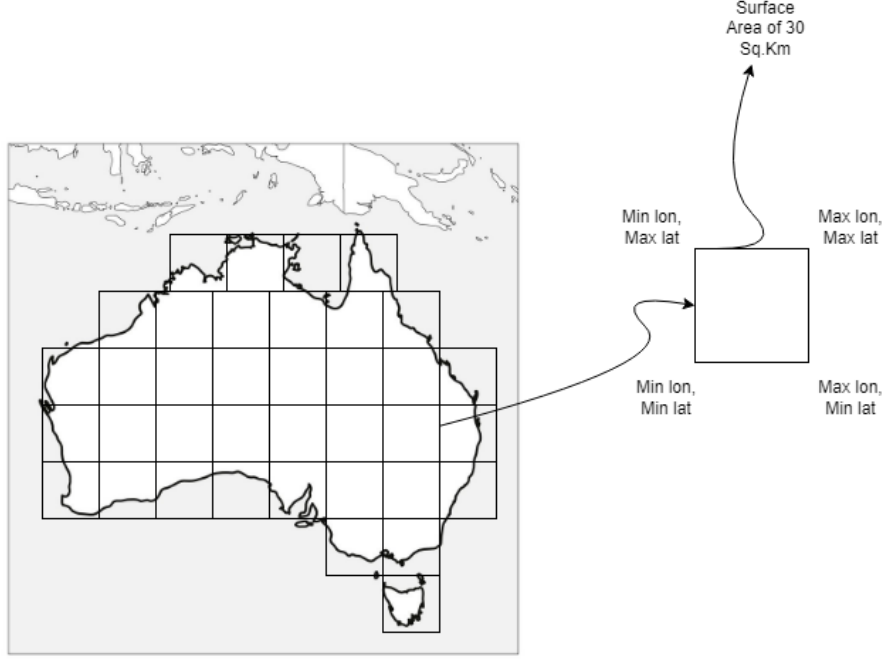 Surface
Area of 30
Sq.Km
Min lon,
Max lat
Max lon,
Max lat
Min lon,
Min lat
Max lon,
Min lat